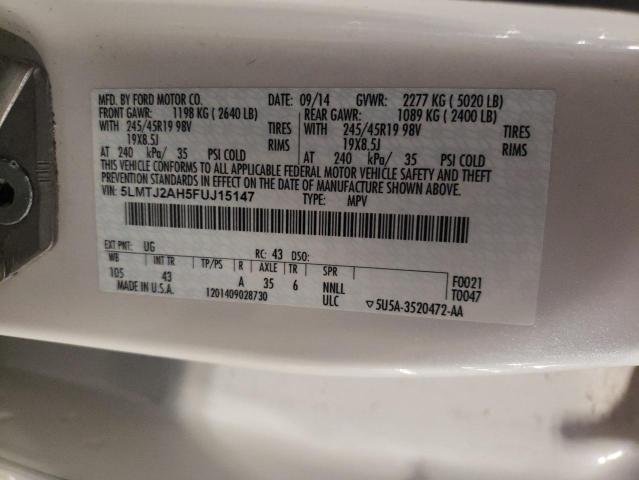 MFD. BY FORD MOTOR CO. DATE: 09/14 GVWR: 2277 KG ( 5020 LB)
FRONT GAWR: 1198 KG ( 2640 LB) REAR GAWR: 1089 KG ( 2400 LB)
WITH 245/45R19 98V TIRES WITH 245/45R19 98V TIRES
19X8.5J RIMS 19X8.5J RIMS
AT 240 kPa/ 35 PSI COLD AT 240 kPa/ 35 PSI COLD
THIS VEHICLE CONFORMS TO ALL APPLICABLE FEDERAL MOTOR VEHICLE SAFETY AND THEFT
PREVENTION STANDARDS IN EFFECT ON THE DATE OF MANUFACTURE SHOWN ABOVE.
VIN: 5LMTJ2AH5FUJ15147 TYPE: MPV
EXT PNT: UG RC: 43 DSO:
WB INT TR TP/PS R AXLE TR SPR F0021
105 43 A 35 6 NNLL T0047
MADE IN U.S.A. 1201409028730 ULC ▽5U5A-3520472-AA